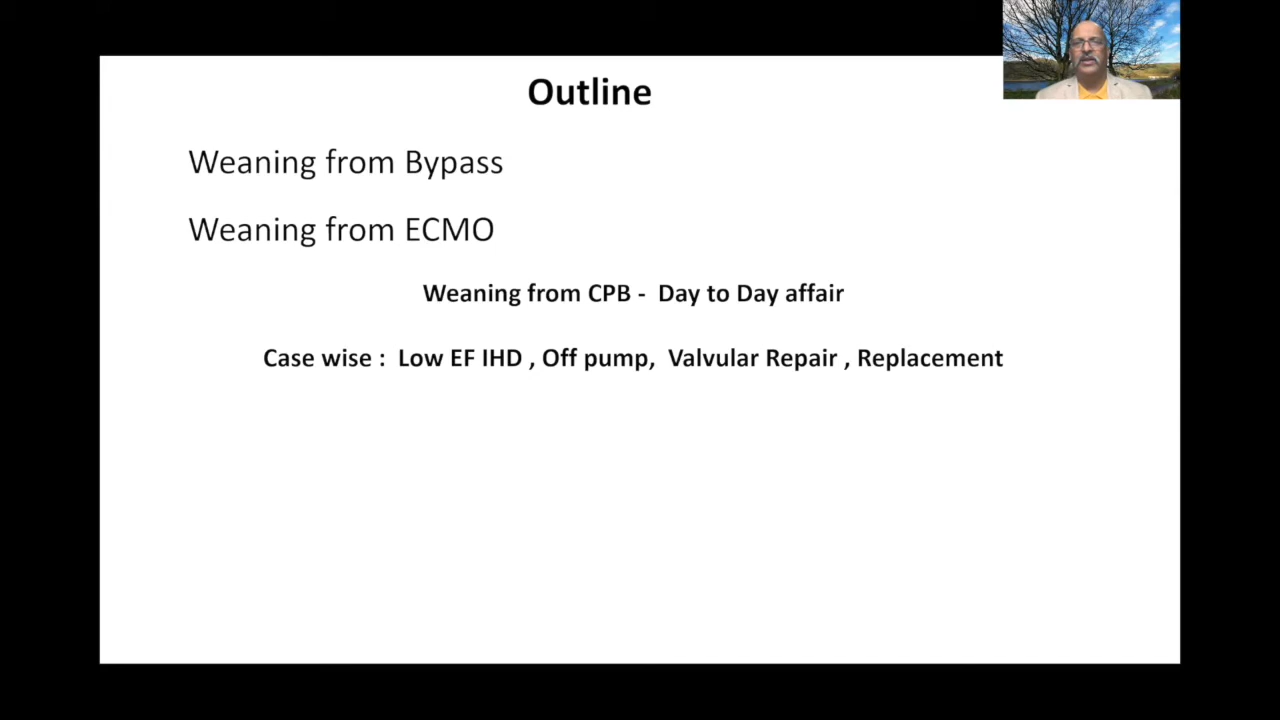 Outline
Weaning from Bypass
Weaning from ECMO
Weaning from CPB - Day to Day affair
Case wise : Low EF IHD , Off pump, Valvular Repair , Replacement